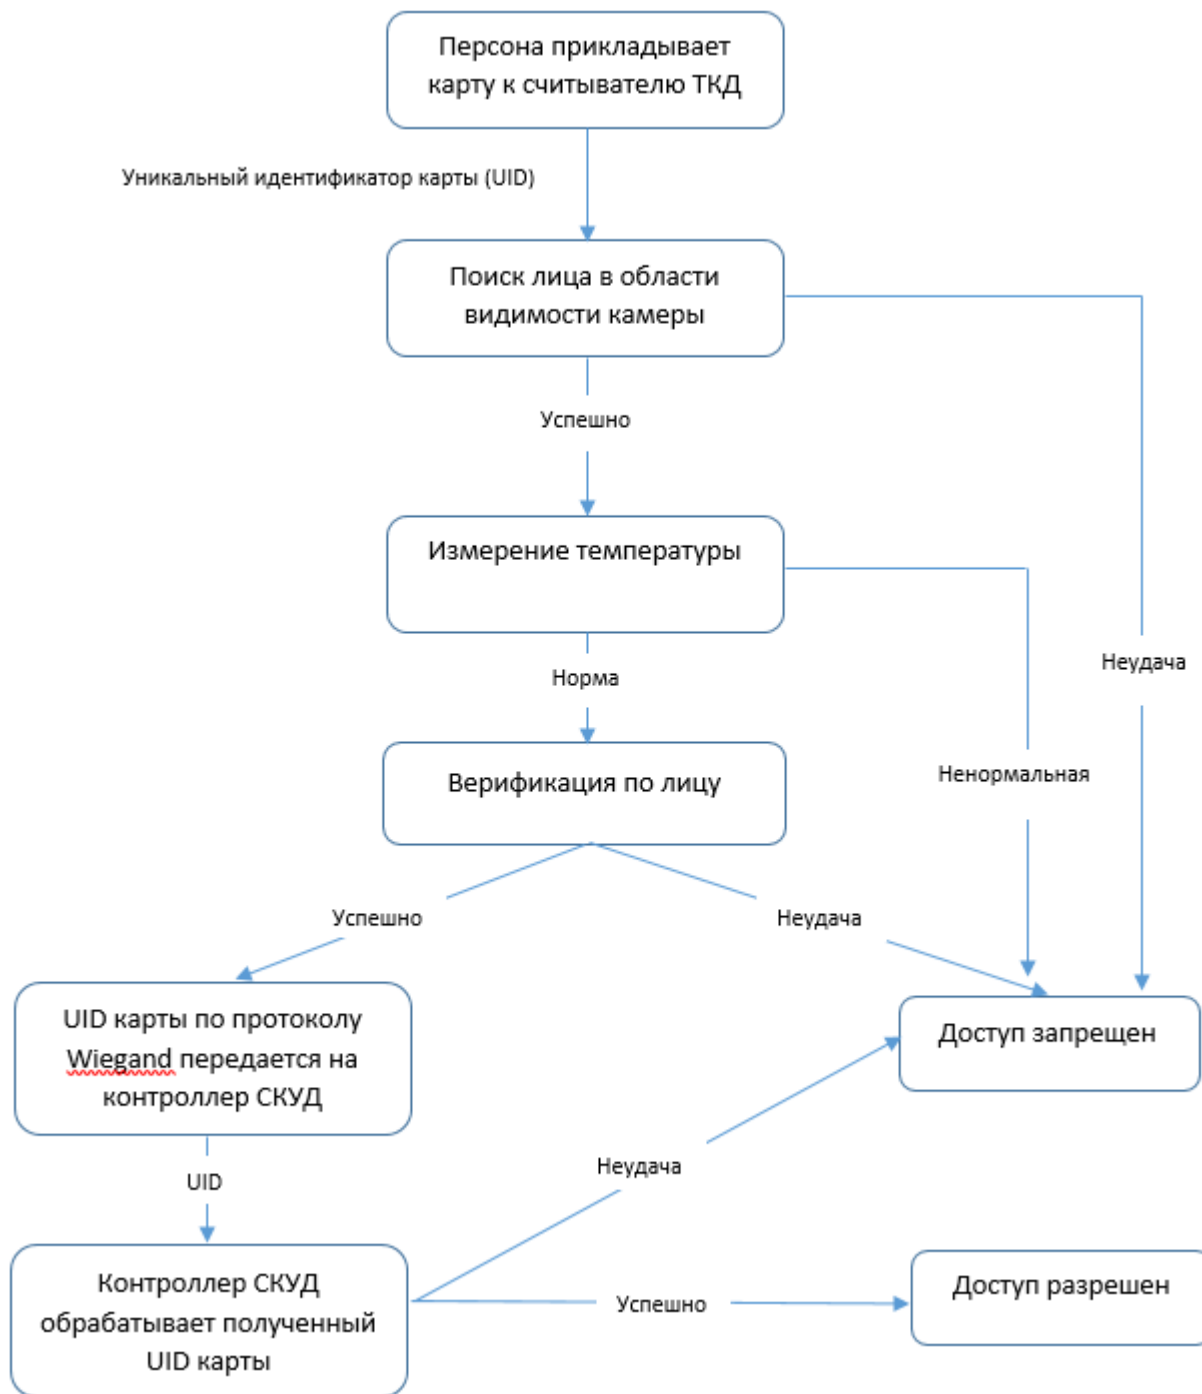 Персона прикладывает
карту к считывателю ТКД
Уникальный идентификатор карты (UID)
Поиск лица в области
видимости камеры
Успешно
Измерение температуры
Неудача
Норма
Ненормальная
Верификация по лицу
Успешно
Неудача
UID карты по протоколу
Wiegand передается на
контроллер СКУД
Доступ запрещен
Неудача
UID
Контроллер СКУД
обрабатывает полученный
UID карты
Успешно
Доступ разрешен